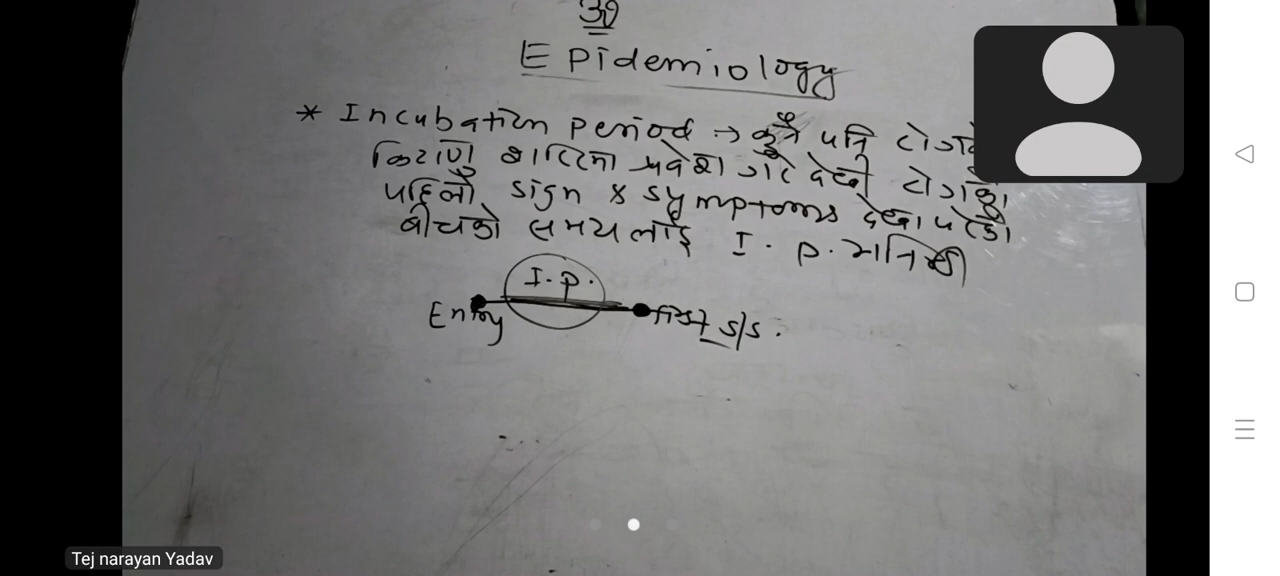 ॐ
Epidemiology
* Incubation Period → कुनै पनि रोगको
किटाणु शरिरमा प्रवेश गरे देखी रोगको
पहिलो sign & symptoms देखा परेको
बीचको समय लाई I.P. भनिन्छ
I.P.
Entry first s/s.
Tej narayan Yadav